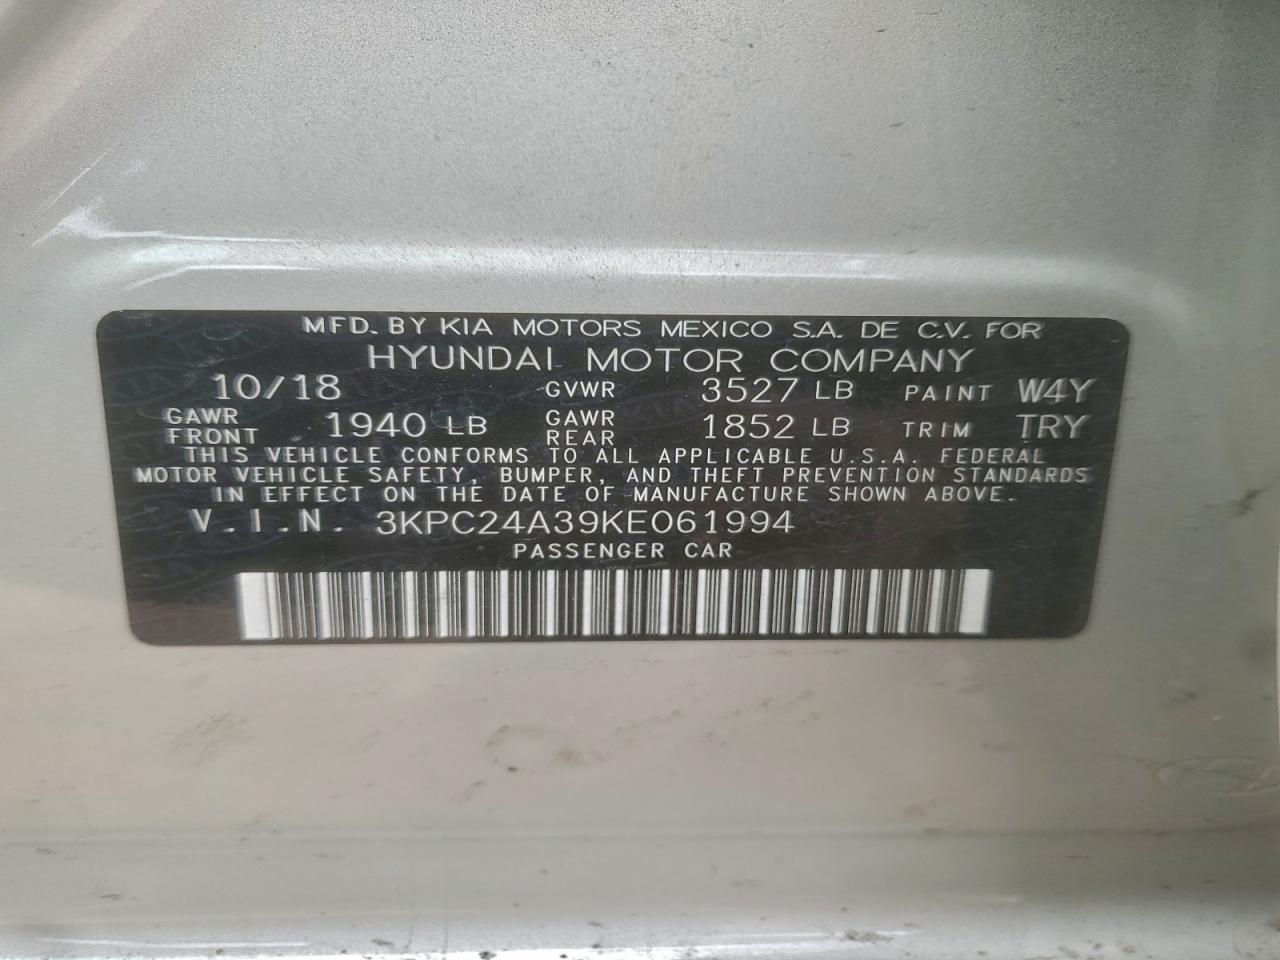 MFD. BY KIA MOTORS MEXICO S.A. DE C.V. FOR
HYUNDAI MOTOR COMPANY
10/18 GVWR 3527 LB PAINT W4Y
GAWR FRONT 1940 LB GAWR REAR 1852 LB TRIM TRY
THIS VEHICLE CONFORMS TO ALL APPLICABLE U.S.A. FEDERAL
MOTOR VEHICLE SAFETY, BUMPER, AND THEFT PREVENTION STANDARDS
IN EFFECT ON THE DATE OF MANUFACTURE SHOWN ABOVE.
V.I.N. 3KPC24A39KE061994
PASSENGER CAR